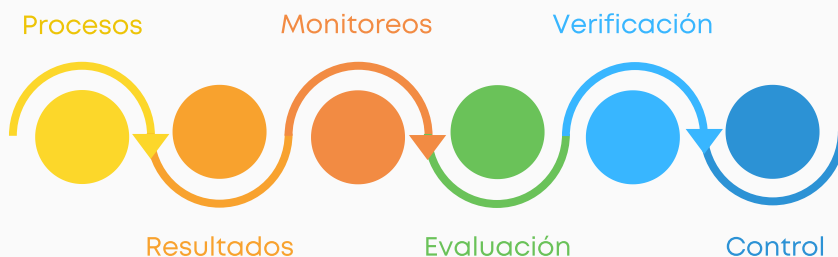 Procesos
Resultados
Monitoreos
Evaluación
Verificación
Control